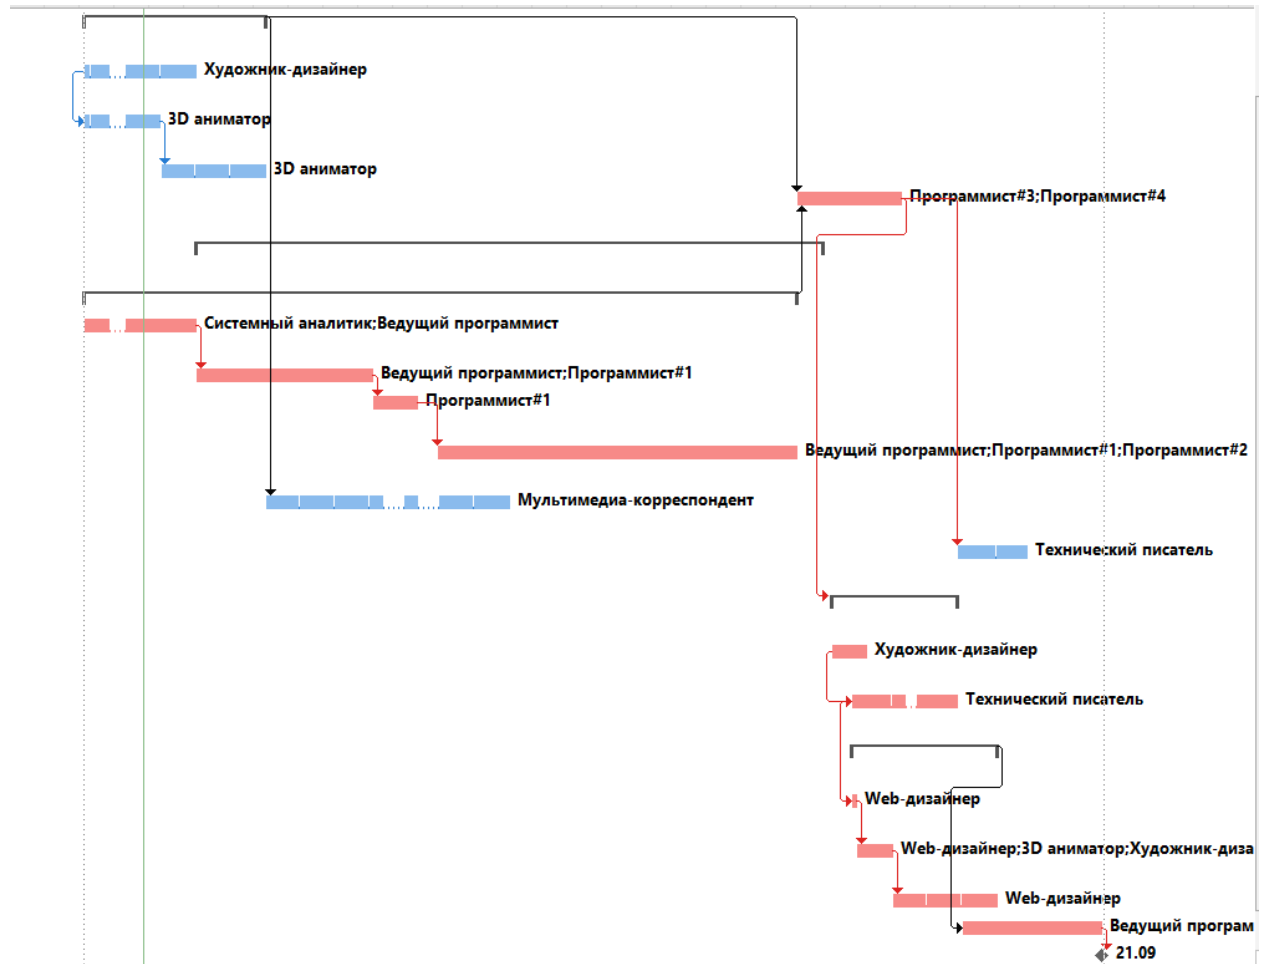 Художник-дизайнер
3D аниматор
3D аниматор
Программист#3;Программист#4
Системный аналитик;Ведущий программист
Ведущий программист;Программист#1
Программист#1
Ведущий программист;Программист#1;Программист#2
Мультимедиа-корреспондент
Технический писатель
Художник-дизайнер
Технический писатель
Web-дизайнер
Web-дизайнер;3D аниматор;Художник-диза
Web-дизайнер
Ведущий програм
21.09